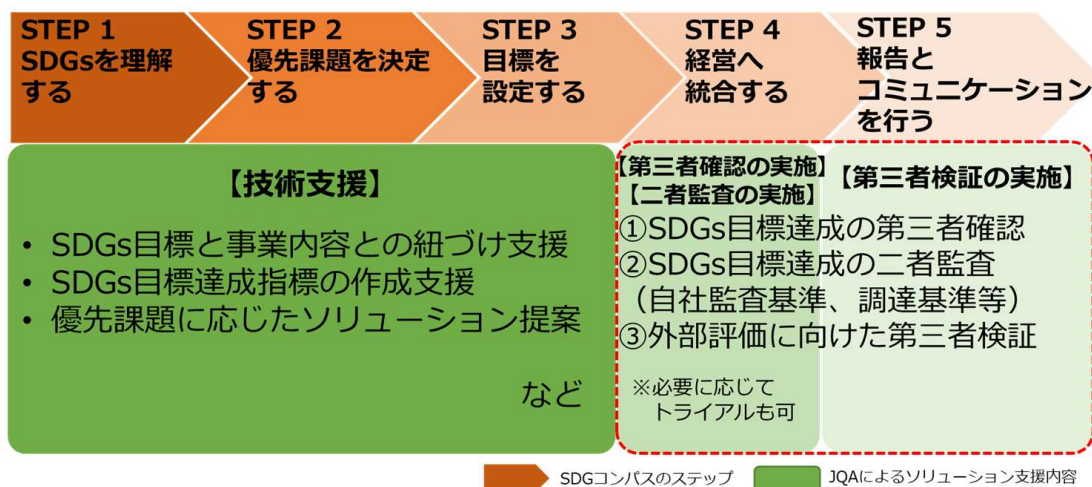 STEP 1
SDGsを理解
する
STEP 2
優先課題を決定
する
STEP 3
目標を
設定する
STEP 4
経営へ
統合する
STEP 5
報告と
コミュニケーション
を行う
【技術支援】
• SDGs目標と事業内容との紐づけ支援
• SDGs目標達成指標の作成支援
• 優先課題に応じたソリューション提案
など
【第三者確認の実施】
【二者監査の実施】
【第三者検証の実施】
①SDGs目標達成の第三者確認
②SDGs目標達成の二者監査
（自社監査基準、調達基準等）
③外部評価に向けた第三者検証
※必要に応じて
トライアルも可
SDGコンパスのステップ
JQAによるソリューション支援内容